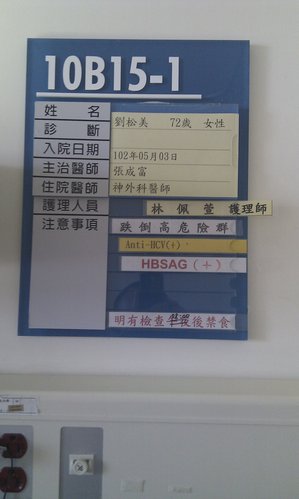 10B15-1
姓名 劉松美 72歲 女性
診斷
入院日期 102年05月03日
主治醫師 張成富
住院醫師 神外科醫師
護理人員 林佩萱 護理師
注意事項 跌倒高危險群
Anti-HCV(+)
HBSAG (+)
明有檢查 後禁食